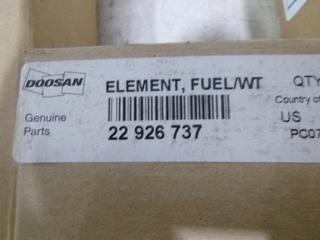 DOOSAN
ELEMENT, FUEL/WT
QTY
Country of
Genuine
Parts
22 926 737
US
PC07